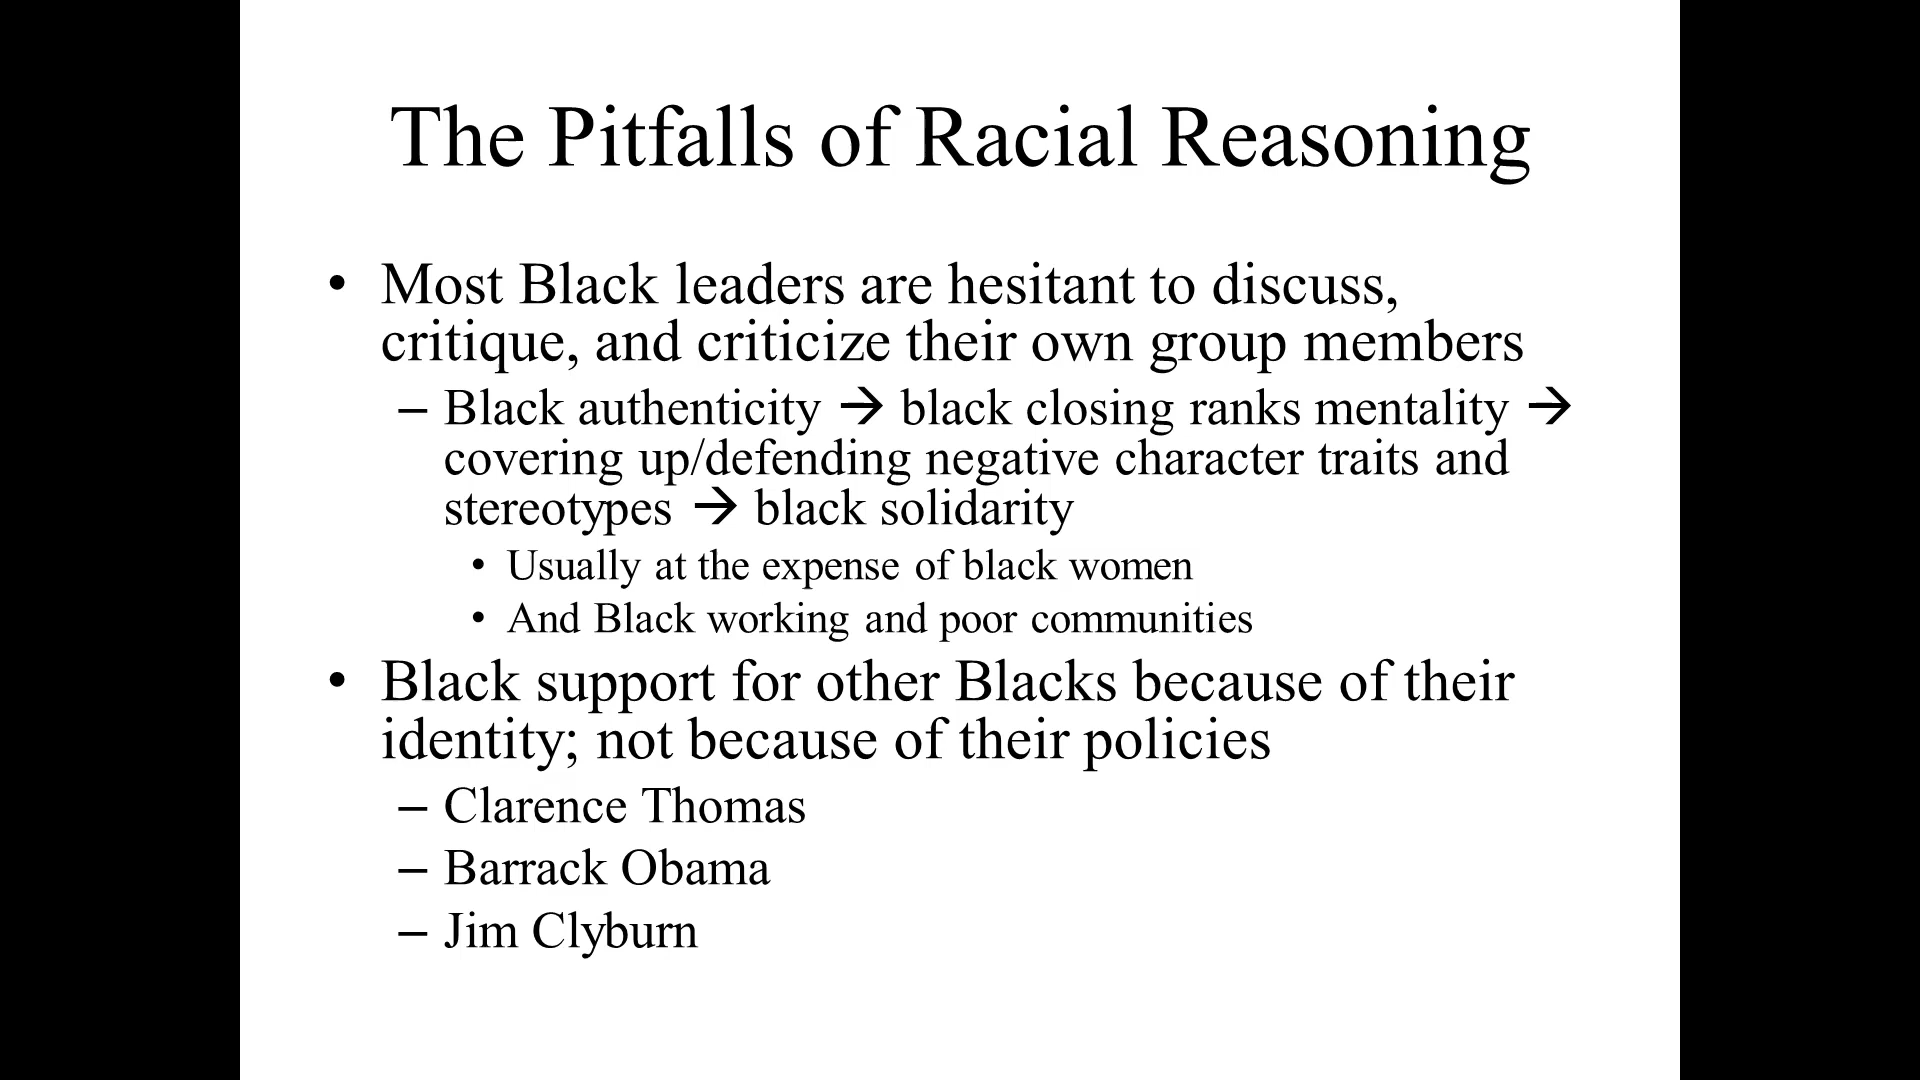 The Pitfalls of Racial Reasoning
• Most Black leaders are hesitant to discuss,
critique, and criticize their own group members
– Black authenticity → black closing ranks mentality →
covering up/defending negative character traits and
stereotypes → black solidarity
• Usually at the expense of black women
• And Black working and poor communities
• Black support for other Blacks because of their
identity; not because of their policies
– Clarence Thomas
– Barrack Obama
– Jim Clyburn